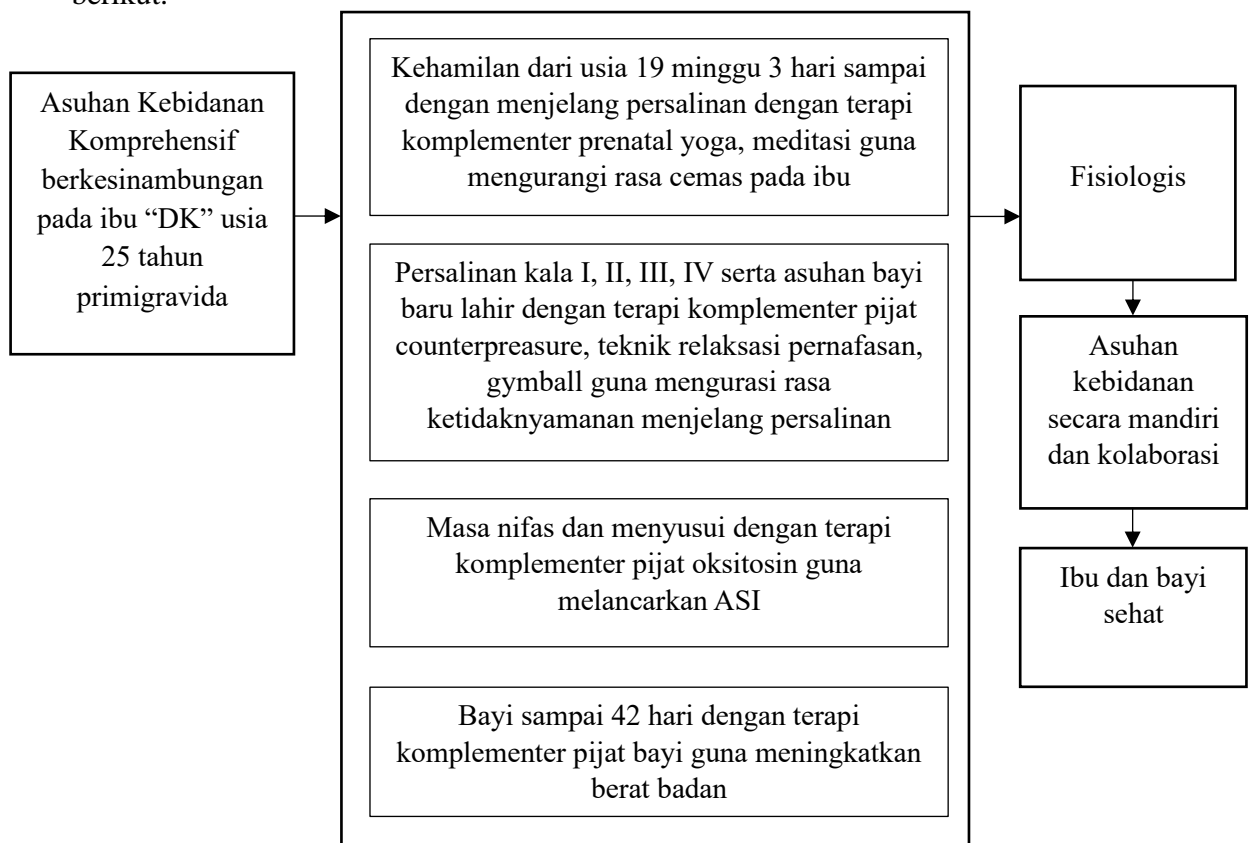 berikut:
Asuhan Kebidanan
Komprehensif
berkesinambungan
pada ibu “DK” usia
25 tahun
primigravida
Kehamilan dari usia 19 minggu 3 hari sampai
dengan menjelang persalinan dengan terapi
komplementer prenatal yoga, meditasi guna
mengurangi rasa cemas pada ibu
Persalinan kala I, II, III, IV serta asuhan bayi
baru lahir dengan terapi komplementer pijat
counterpreasure, teknik relaksasi pernafasan,
gymball guna mengurasi rasa
ketidaknyamanan menjelang persalinan
Masa nifas dan menyusui dengan terapi
komplementer pijat oksitosin guna
melancarkan ASI
Bayi sampai 42 hari dengan terapi
komplementer pijat bayi guna meningkatkan
berat badan
Fisiologis
Asuhan
kebidanan
secara mandiri
dan kolaborasi
Ibu dan bayi
sehat